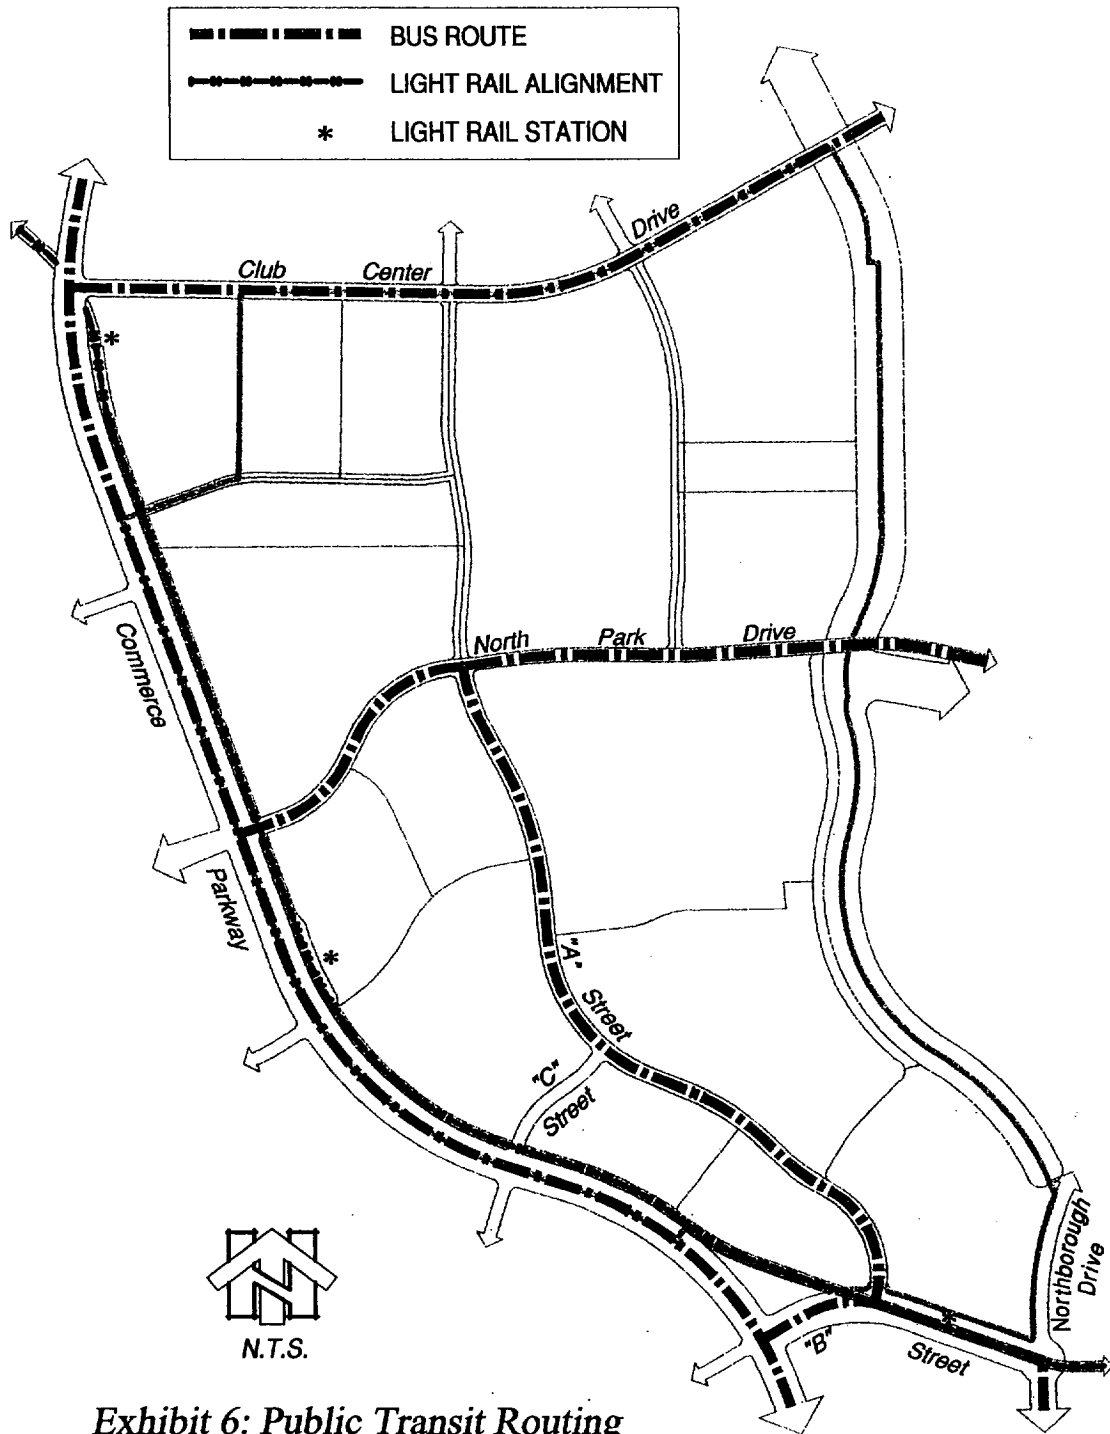 BUS ROUTE
LIGHT RAIL ALIGNMENT
* LIGHT RAIL STATION
Club Center Drive
*
North Park Drive
Commerce Parkway
*
"A" Street
"C" Street
Northborough
Drive
*
"B" Street
N.T.S.
Exhibit 6: Public Transit Routing